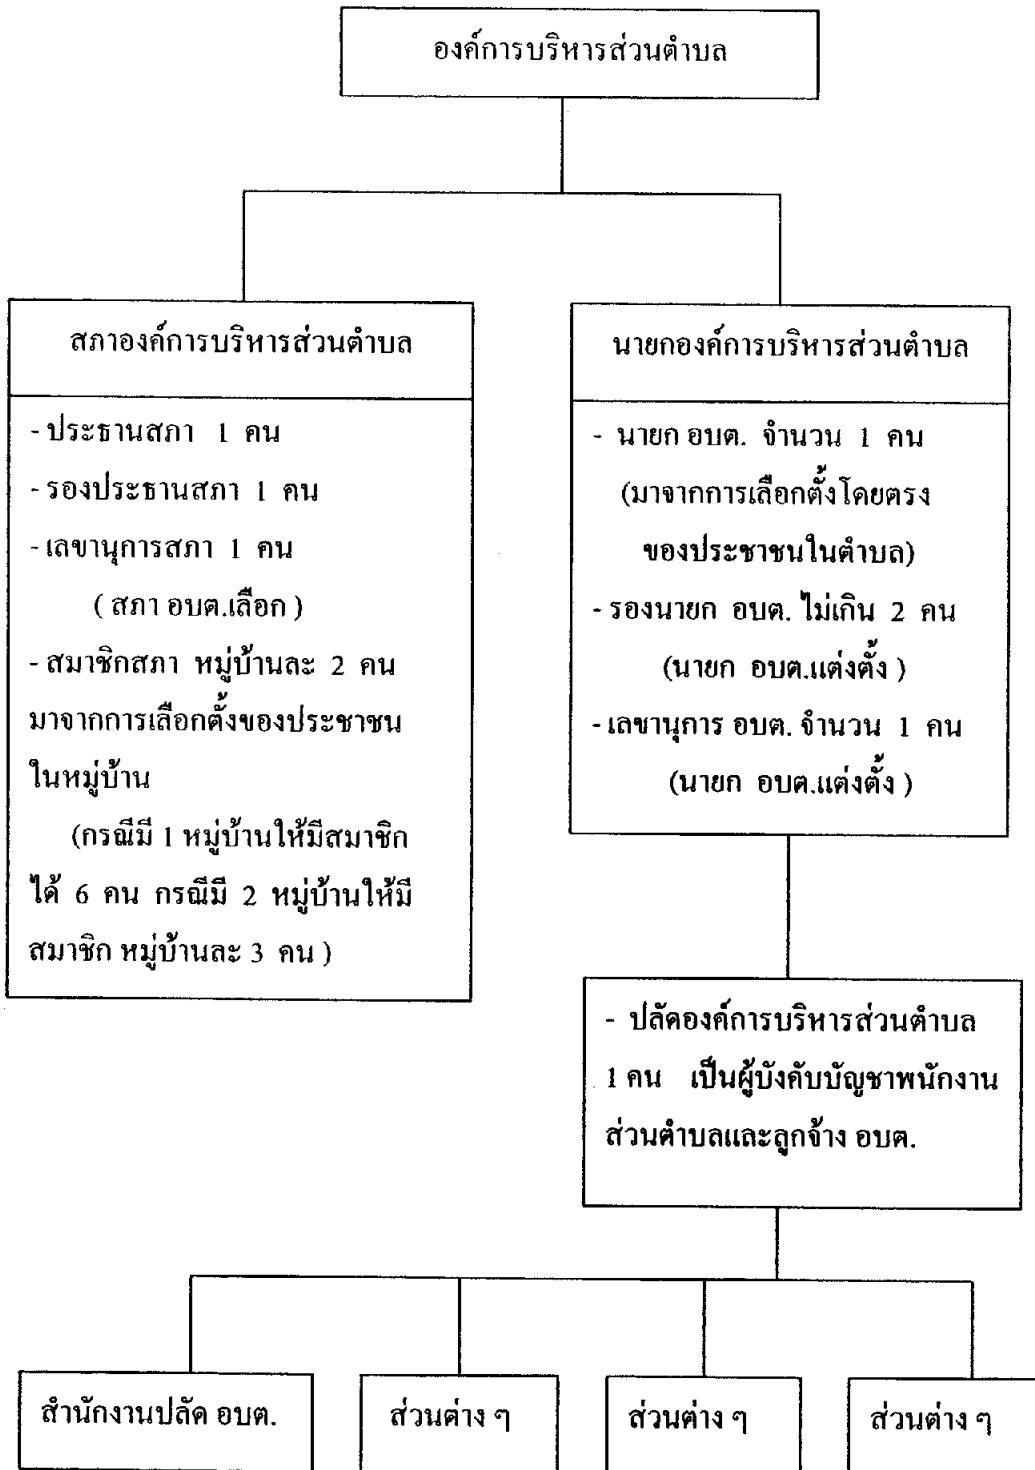 องค์การบริหารส่วนตำบล
สภาองค์การบริหารส่วนตำบล
- ประธานสภา 1 คน
- รองประธานสภา 1 คน
- เลขานุการสภา 1 คน
( สภา อบต.เลือก )
- สมาชิกสภา หมู่บ้านละ 2 คน
มาจากการเลือกตั้งของประชาชน
ในหมู่บ้าน
(กรณีมี 1 หมู่บ้านให้มีสมาชิก
ได้ 6 คน กรณีมี 2 หมู่บ้านให้มี
สมาชิก หมู่บ้านละ 3 คน )
นายกองค์การบริหารส่วนตำบล
- นายก อบต. จำนวน 1 คน
(มาจากการเลือกตั้งโดยตรง
ของประชาชนในตำบล)
- รองนายก อบต. ไม่เกิน 2 คน
(นายก อบต.แต่งตั้ง )
- เลขานุการ อบต. จำนวน 1 คน
(นายก อบต.แต่งตั้ง )
- ปลัดองค์การบริหารส่วนตำบล
1 คน เป็นผู้บังคับบัญชาพนักงาน
ส่วนตำบลและลูกจ้าง อบต.
สำนักงานปลัด อบต.
ส่วนต่าง ๆ
ส่วนต่าง ๆ
ส่วนต่าง ๆ